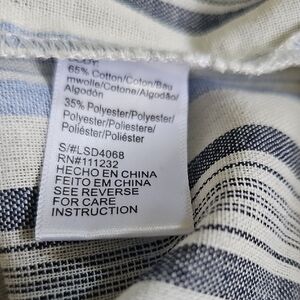 65% Cotton/Coton/Bau
mwolle/Cotone/Algodão/
Algodón
35% Polyester/Polyester/
Polyester/Poliestere/
Poliéster/Poliéster
S/#LSD4068
RN#111232
HECHO EN CHINA
FEITO EM CHINA
SEE REVERSE
FOR CARE
INSTRUCTION